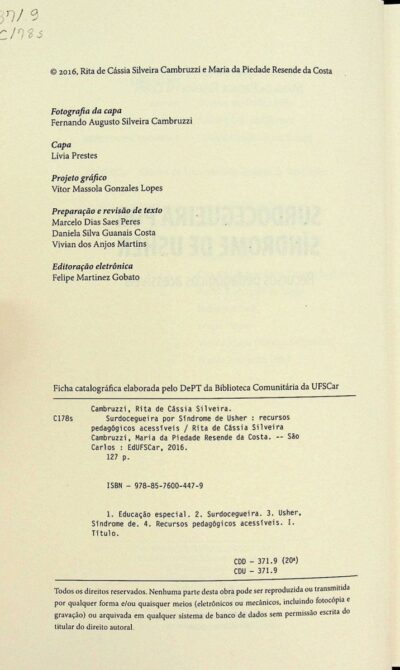 371.9
C178s
© 2016, Rita de Cássia Silveira Cambruzzi e Maria da Piedade Resende da Costa
Fotografia da capa
Fernando Augusto Silveira Cambruzzi
Capa
Lívia Prestes
Projeto gráfico
Vitor Massola Gonzales Lopes
Preparação e revisão de texto
Marcelo Dias Saes Peres
Daniela Silva Guanais Costa
Vivian dos Anjos Martins
Editoração eletrônica
Felipe Martinez Gobato
Ficha catalográfica elaborada pelo DePT da Biblioteca Comunitária da UFSCar
Cambruzzi, Rita de Cássia Silveira.
C178s Surdocegueira por Síndrome de Usher : recursos
pedagógicos acessíveis / Rita de Cássia Silveira
Cambruzzi, Maria da Piedade Resende da Costa. -- São
Carlos : EdUFSCar, 2016.
127 p.
ISBN – 978-85-7600-447-9
1. Educação especial. 2. Surdocegueira. 3. Usher,
Síndrome de. 4. Recursos pedagógicos acessíveis. I.
Título.
CDD – 371.9 (20ª)
CDU – 371.9
Todos os direitos reservados. Nenhuma parte desta obra pode ser reproduzida ou transmitida
por qualquer forma e/ou quaisquer meios (eletrônicos ou mecânicos, incluindo fotocópia e
gravação) ou arquivada em qualquer sistema de banco de dados sem permissão escrita do
titular do direito autoral.